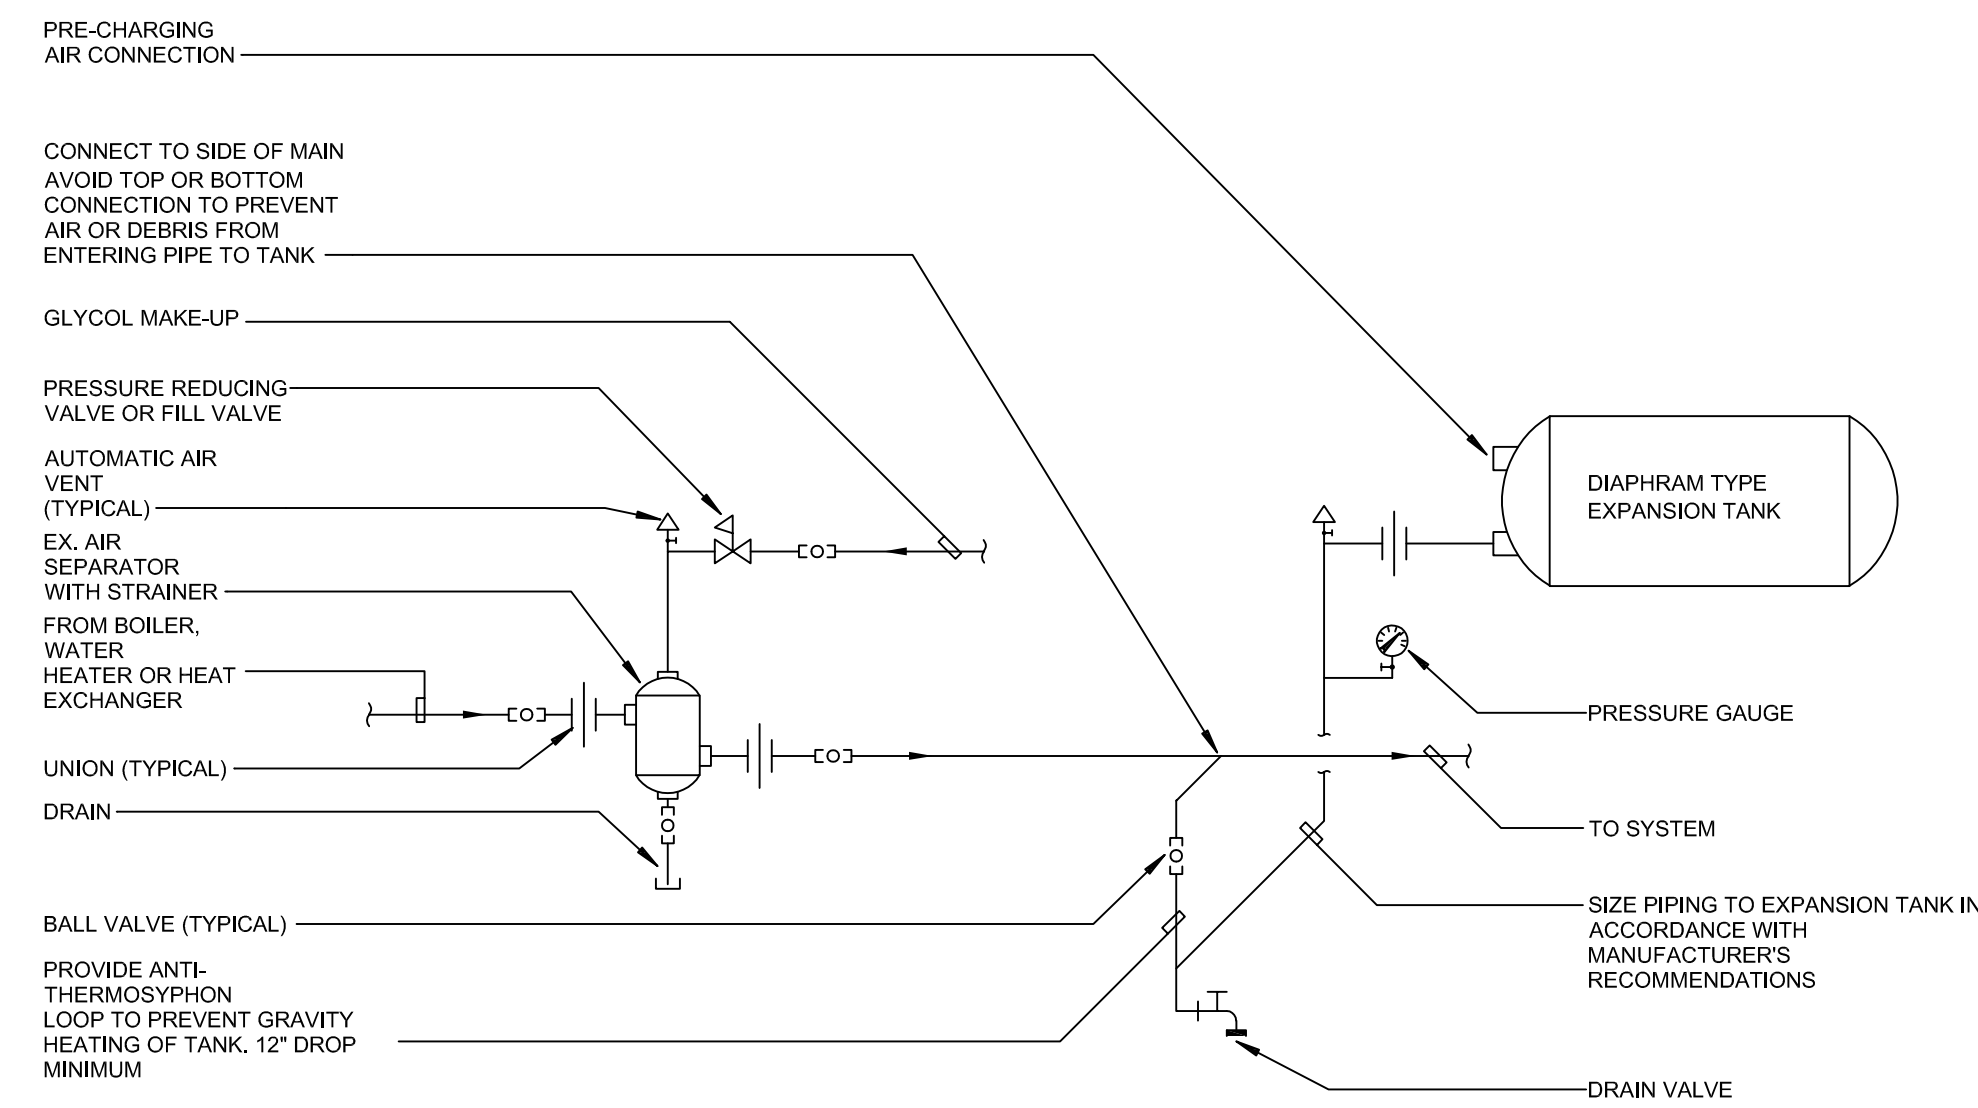 PRE-CHARGING
AIR CONNECTION
CONNECT TO SIDE OF MAIN
AVOID TOP OR BOTTOM
CONNECTION TO PREVENT
AIR OR DEBRIS FROM
ENTERING PIPE TO TANK
GLYCOL MAKE-UP
PRESSURE REDUCING
VALVE OR FILL VALVE
AUTOMATIC AIR
VENT
(TYPICAL)
EX. AIR
SEPARATOR
WITH STRAINER
FROM BOILER,
WATER
HEATER OR HEAT
EXCHANGER
UNION (TYPICAL)
DRAIN
BALL VALVE (TYPICAL)
PROVIDE ANTI-
THERMOSYPHON
LOOP TO PREVENT GRAVITY
HEATING OF TANK. 12" DROP
MINIMUM
DIAPHRAM TYPE
EXPANSION TANK
PRESSURE GAUGE
TO SYSTEM
SIZE PIPING TO EXPANSION TANK IN
ACCORDANCE WITH
MANUFACTURER'S
RECOMMENDATIONS
DRAIN VALVE